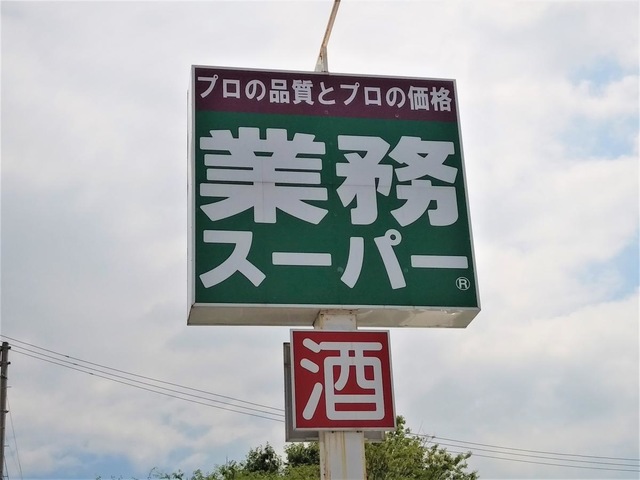 プロの品質とプロの価格
業務
スーパー®
酒